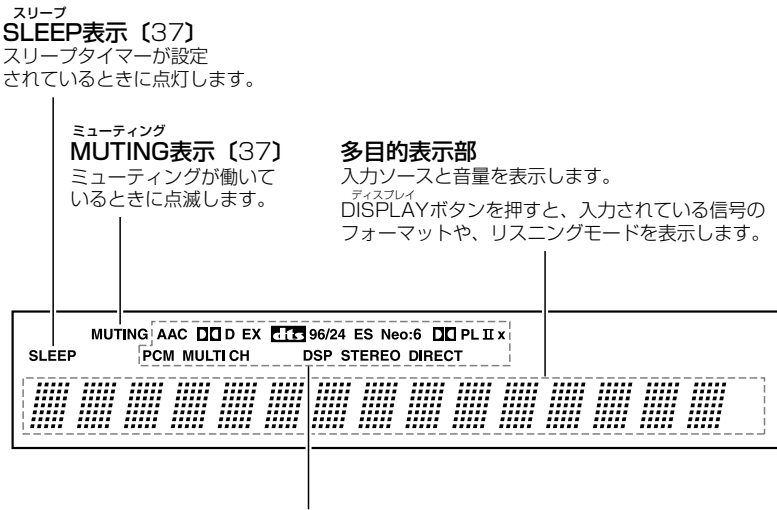 スリープ
SLEEP表示〔37〕
スリープタイマーが設定
されているときに点灯します。
ミューティング
MUTING表示〔37〕
ミューティングが働いて
いるときに点滅します。
多目的表示部
入力ソースと音量を表示します。
ディスプレイ
DISPLAYボタンを押すと、入力されている信号の
フォーマットや、リスニングモードを表示します。
MUTING AAC D EX dts 96/24 ES Neo:6 PL II x
SLEEP PCM MULTI CH DSP STEREO DIRECT